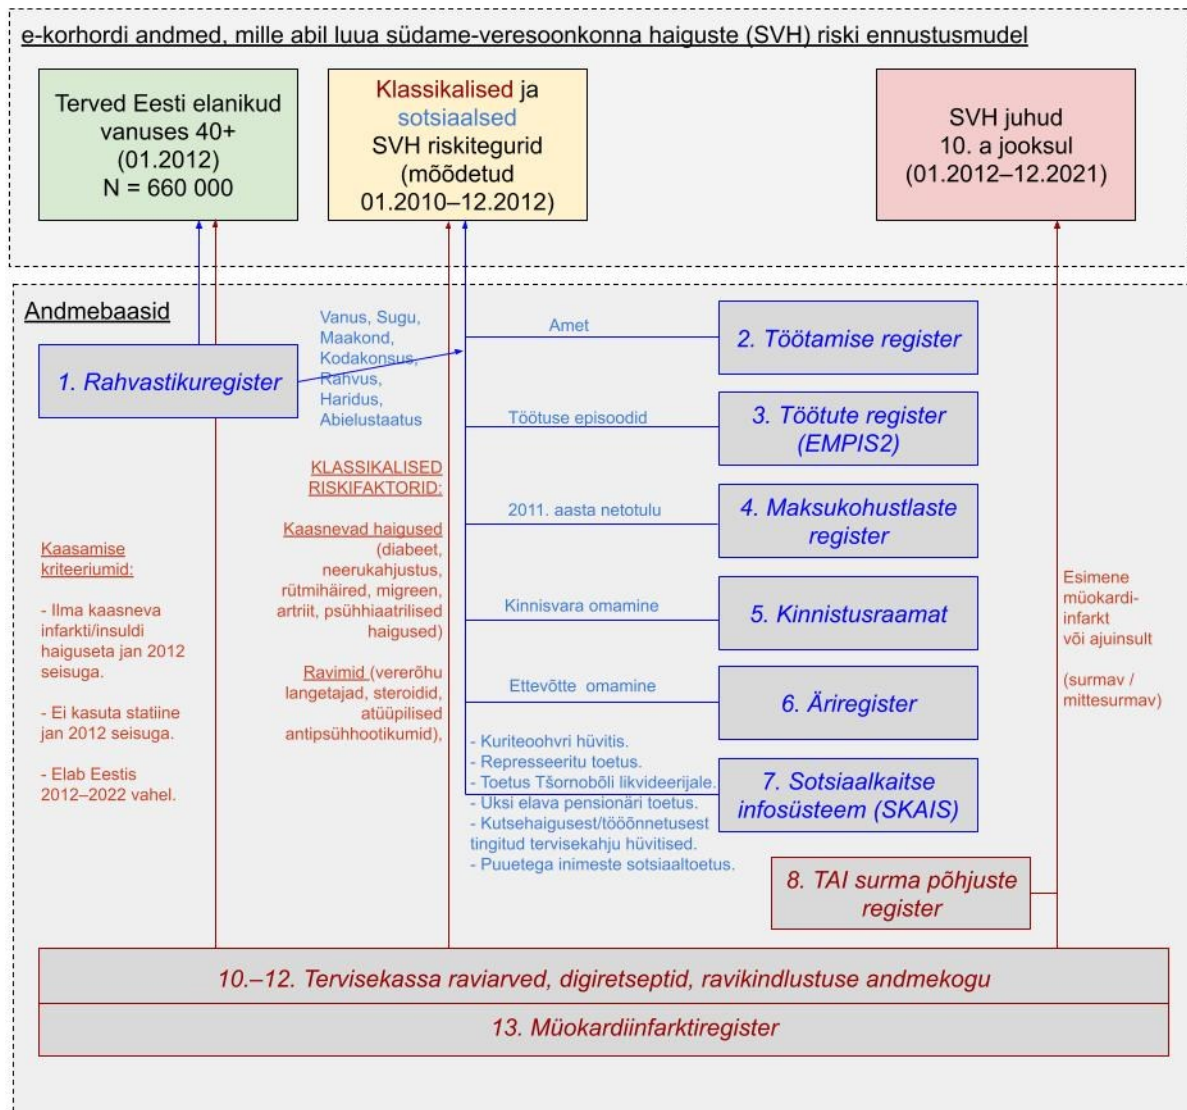 e-korhordi andmed, mille abil luua südame-veresoonkonna haiguste (SVH) riski ennustusmudel
Terved Eesti elanikud
vanuses 40+
(01.2012)
N = 660 000
Klassikalised ja
sotsiaalsed
SVH riskitegurid
(mõõdetud
01.2010–12.2012)
SVH juhud
10. a jooksul
(01.2012–12.2021)
Andmebaasid
1. Rahvastikuregister
Vanus, Sugu,
Maakond,
Kodakonsus,
Rahvus,
Haridus,
Abielustaatus
Amet
2. Töötamise register
Töötuse episoodid
3. Töötute register
(EMPIS2)
2011. aasta netotulu
4. Maksukohustlaste
register
Kinnisvara omamine
5. Kinnistusraamat
Ettevõtte omamine
6. Äriregister
- Kuriteoohvri hüvitis.
- Represseeritu toetus.
- Toetus Tšornobõli likvideerijale.
- Üksi elava pensionäri toetus.
- Kutsehaigusest/tööõnnetusest
tingitud tervisekahju hüvitised.
- Puuetega inimeste sotsiaaltoetus.
7. Sotsiaalkaitse
infosüsteem (SKAIS)
KLASSIKALISED
RISKIFAKTORID:
Kaasnevad haigused
(diabeet,
neerukahjustus,
rütmihäired, migreen,
artriit, psühhiaatrilised
haigused)
Ravimid (vererõhu
langetajad, steroidid,
atüüpilised
antipsühhootikumid),
Kaasamise
kriteeriumid:
- Ilma kaasneva
infarkti/insuldi
haiguseta jan 2012
seisuga.
- Ei kasuta statiine
jan 2012 seisuga.
- Elab Eestis
2012–2022 vahel.
Esimene
müokardi-
infarkt
või ajuinsult
(surmav /
mittesurmav)
8. TAI surma põhjuste
register
10.–12. Tervisekassa raviarved, digiretseptid, ravikindlustuse andmekogu
13. Müokardiinfarktiregister